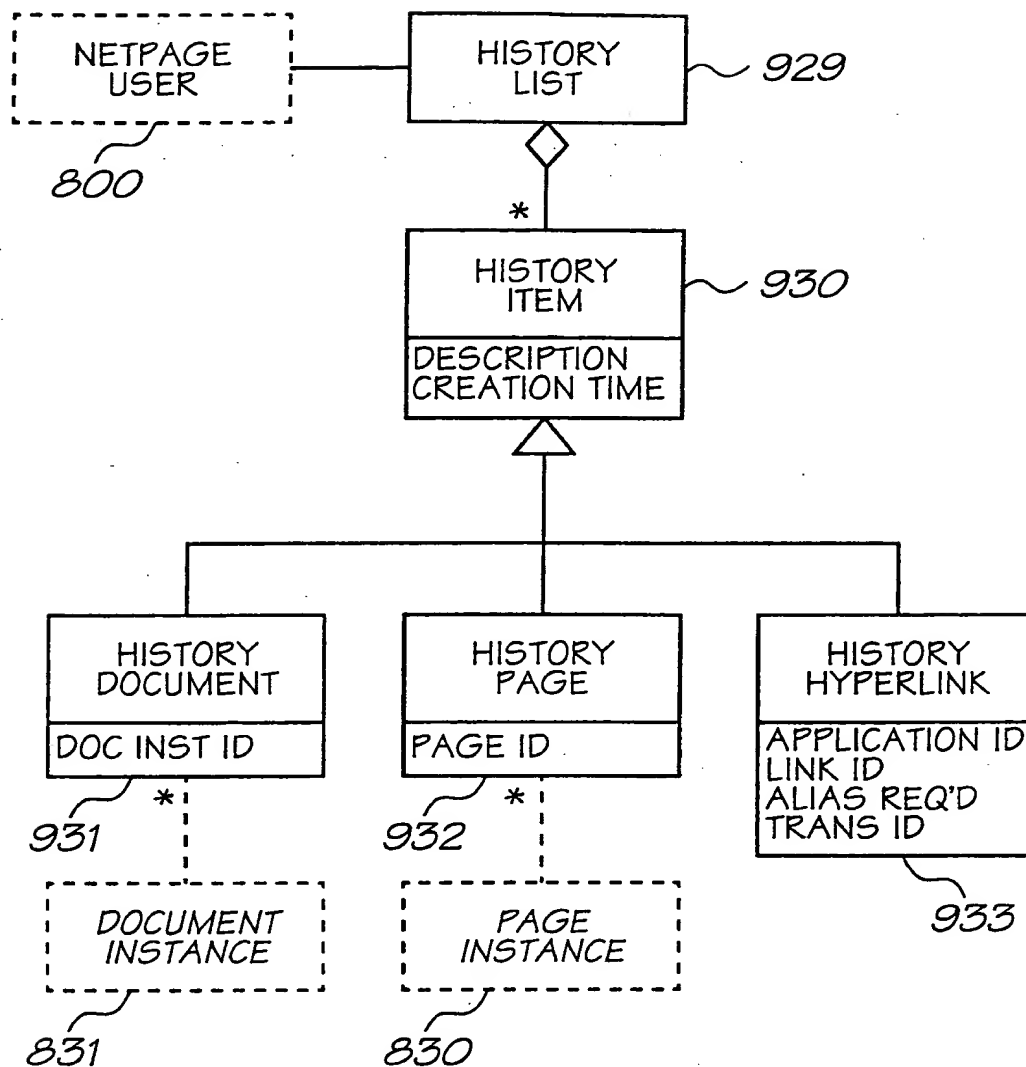 NETPAGE
USER
800
HISTORY
LIST
929
*
HISTORY
ITEM
930
DESCRIPTION
CREATION TIME
HISTORY
DOCUMENT
DOC INST ID
931
*
HISTORY
PAGE
PAGE ID
932
*
HISTORY
HYPERLINK
APPLICATION ID
LINK ID
ALIAS REQ'D
TRANS ID
933
DOCUMENT
INSTANCE
831
PAGE
INSTANCE
830